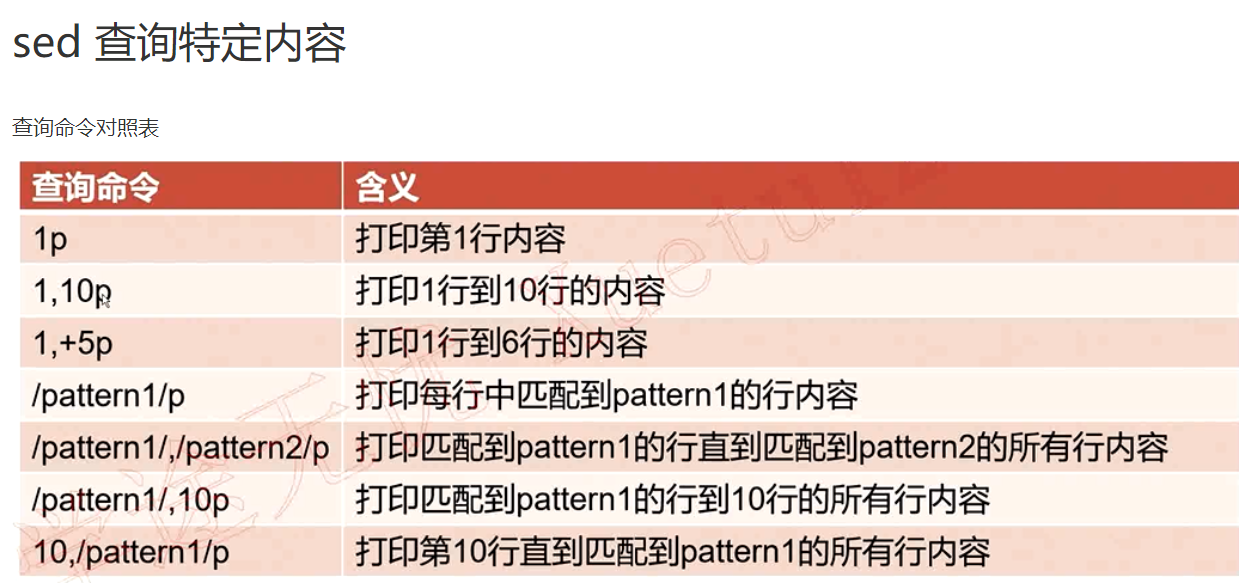 sed 查询特定内容
查询命令对照表
查询命令 含义
1p 打印第1行内容
1,10p 打印1行到10行的内容
1,+5p 打印1行到6行的内容
/pattern1/p 打印每行中匹配到pattern1的行内容
/pattern1/,/pattern2/p 打印匹配到pattern1的行直到匹配到pattern2的所有行内容
/pattern1/,10p 打印匹配到pattern1的行到10行的所有行内容
10,/pattern1/p 打印第10行直到匹配到pattern1的所有行内容